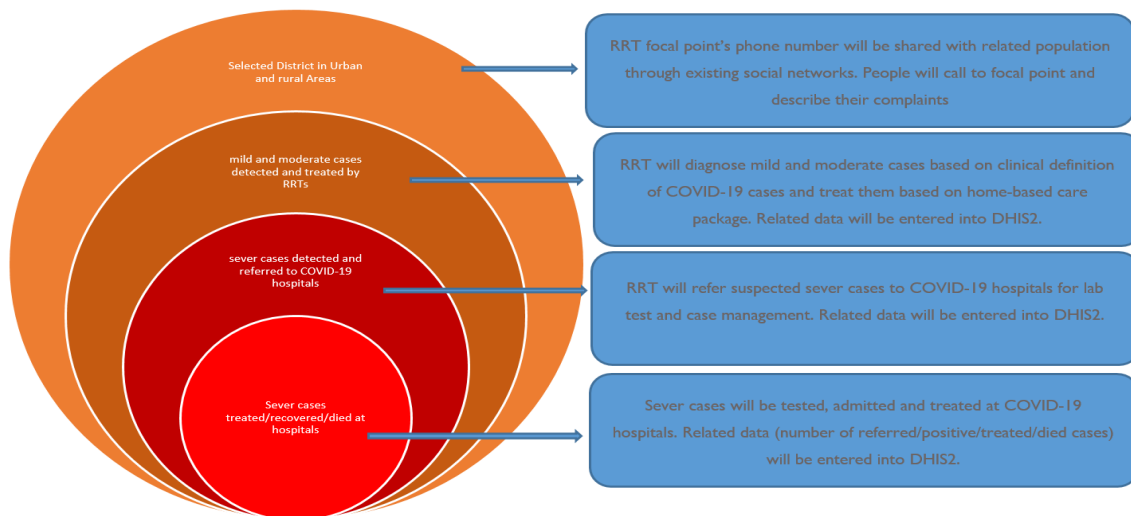 Selected District in Urban
and rural Areas
RRT focal point's phone number will be shared with related population
through existing social networks. People will call to focal point and
describe their complaints
mild and moderate cases
detected and treated by
RRTs
RRT will diagnose mild and moderate cases based on clinical definition
of COVID-19 cases and treat them based on home-based care
package. Related data will be entered into DHIS2.
sever cases detected and
referred to COVID-19
hospitals
RRT will refer suspected sever cases to COVID-19 hospitals for lab
test and case management. Related data will be entered into DHIS2.
Sever cases
treated/recovered/died at
hospitals
Sever cases will be tested, admitted and treated at COVID-19
hospitals. Related data (number of referred/positive/treated/died cases)
will be entered into DHIS2.